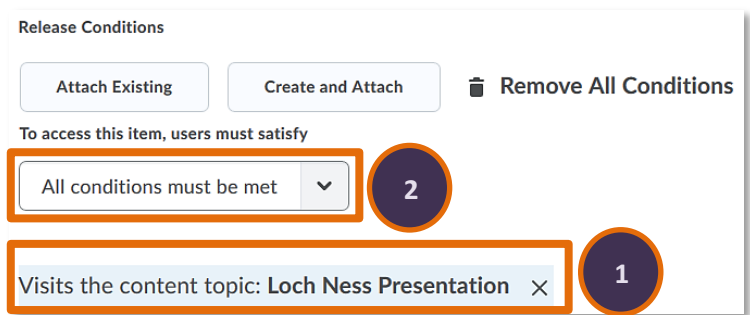 Release Conditions
Attach Existing
Create and Attach
Remove All Conditions
To access this item, users must satisfy
All conditions must be met
2
Visits the content topic: Loch Ness Presentation
1